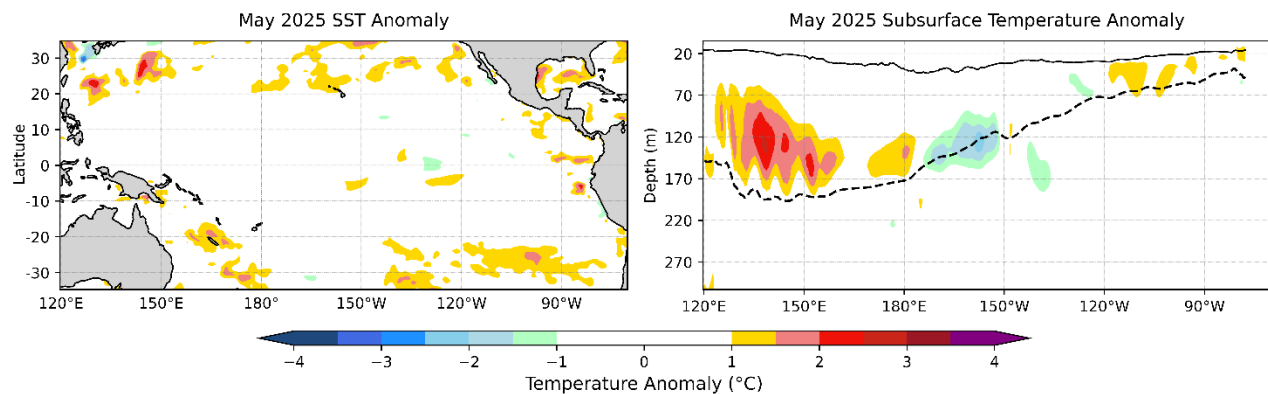 May 2025 SST Anomaly
May 2025 Subsurface Temperature Anomaly
Latitude
30
20
10
0
−10
−20
−30
120°E
150°E
180°
150°W
120°W
90°W
Depth (m)
20
70
120
170
220
270
120°E
150°E
180°
150°W
120°W
90°W
−4
−3
−2
−1
0
1
2
3
4
Temperature Anomaly (°C)